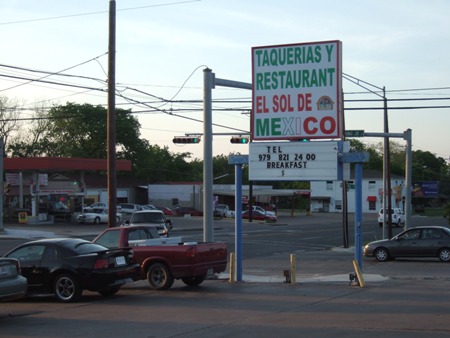 TAQUERIAS Y
RESTAURANT
EL SOL DE
MEXICO
TEL
979 821 24 00
BREAKFAST
$